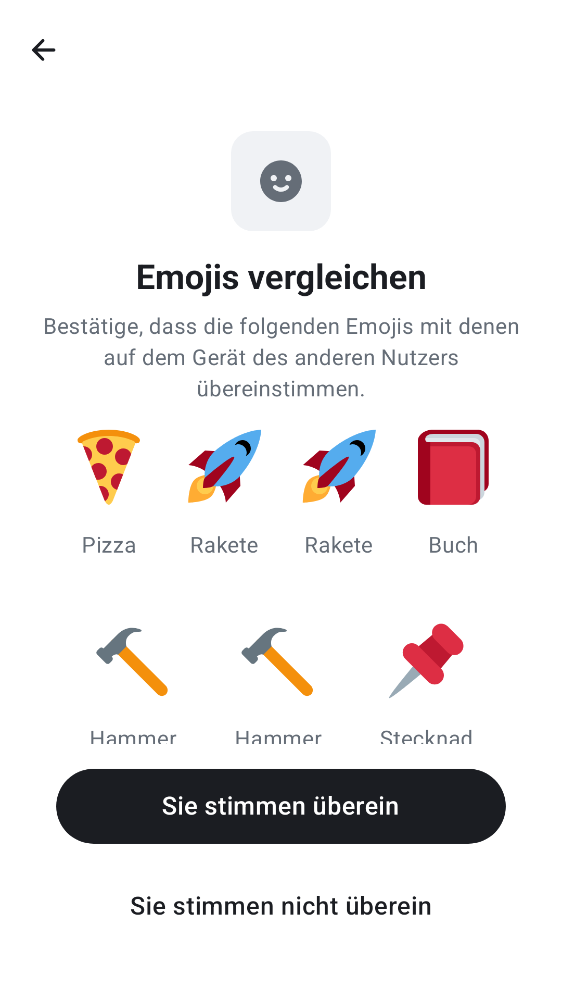 Emojis vergleichen
Bestätige, dass die folgenden Emojis mit denen
auf dem Gerät des anderen Nutzers
übereinstimmen.
Pizza Rakete Rakete Buch
Hammer Hammer Stecknad
Sie stimmen überein
Sie stimmen nicht überein